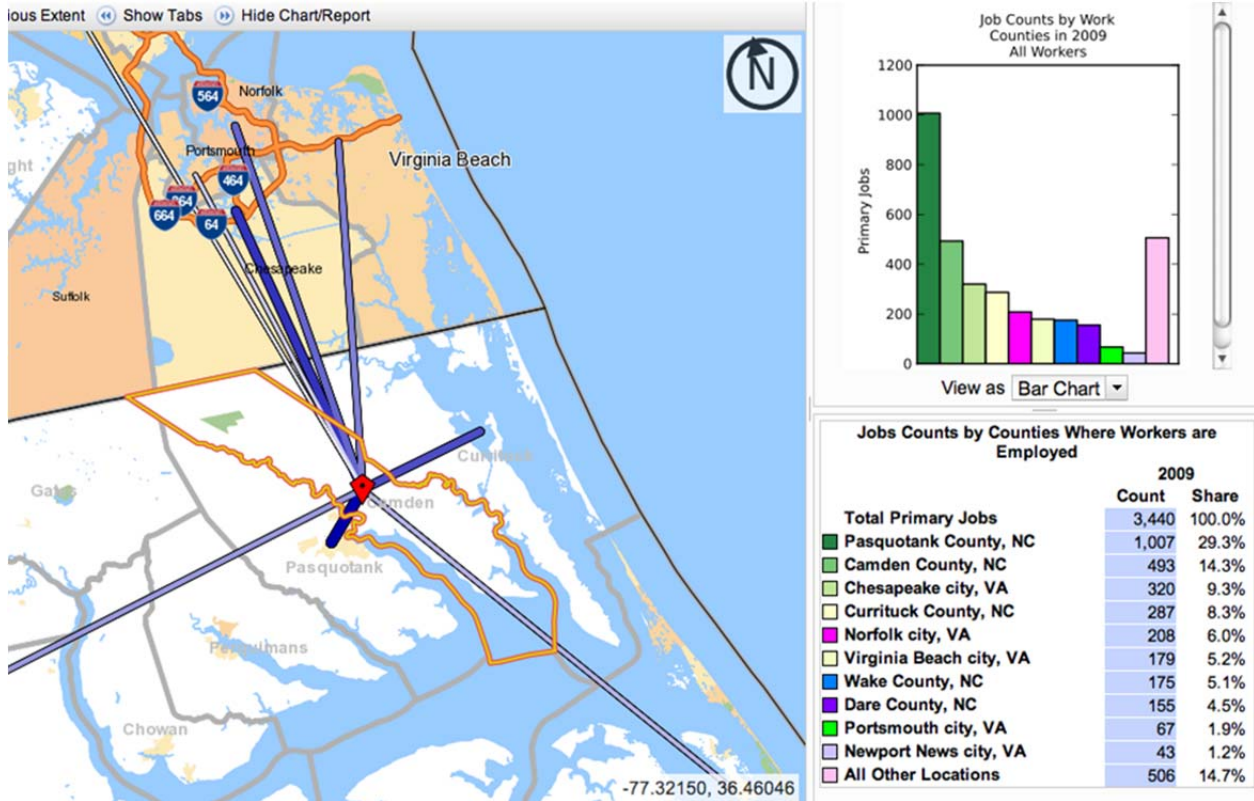 ious Extent Show Tabs Hide Chart/Report
N
564
Norfolk
Portsmouth
Virginia Beach
ght
464
264
664
64
Chesapeake
Suffolk
Currituck
Gates
Camden
Pasquotank
Perquimans
Chowan
-77.32150, 36.46046
Job Counts by Work
Counties in 2009
All Workers
1200
1000
800
600
400
200
0
Primary Jobs
View as Bar Chart
Jobs Counts by Counties Where Workers are
Employed
2009
Count Share
Total Primary Jobs 3,440 100.0%
Pasquotank County, NC 1,007 29.3%
Camden County, NC 493 14.3%
Chesapeake city, VA 320 9.3%
Currituck County, NC 287 8.3%
Norfolk city, VA 208 6.0%
Virginia Beach city, VA 179 5.2%
Wake County, NC 175 5.1%
Dare County, NC 155 4.5%
Portsmouth city, VA 67 1.9%
Newport News city, VA 43 1.2%
All Other Locations 506 14.7%